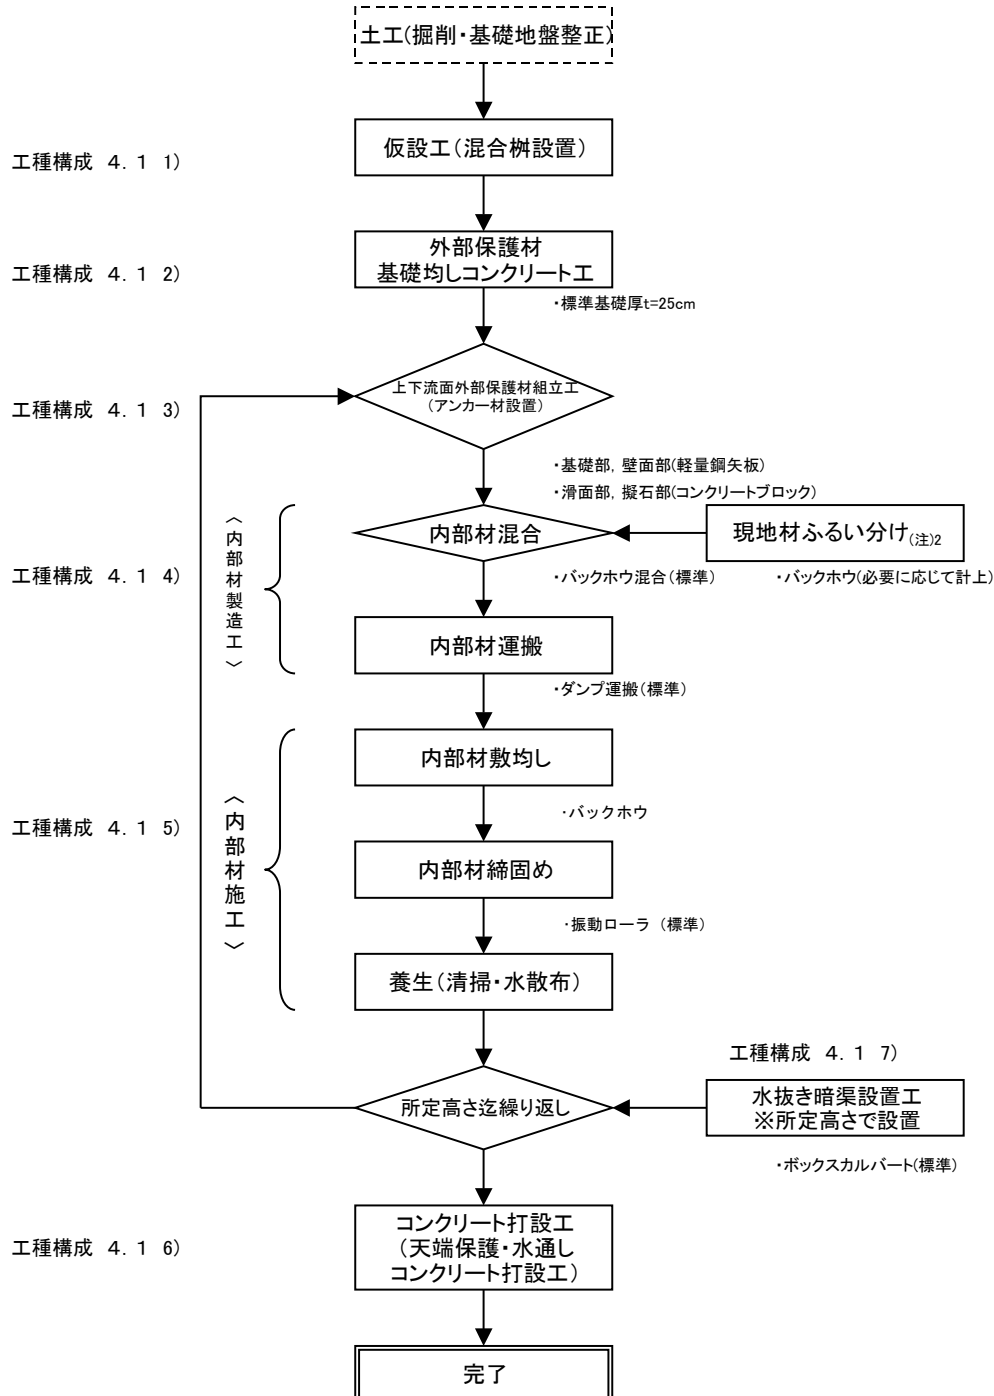 土工(掘削・基礎地盤整正)
工種構成 4.1 1)
仮設工(混合桝設置)
工種構成 4.1 2)
外部保護材
基礎均しコンクリート工
・標準基礎厚t=25cm
工種構成 4.1 3)
上下流面外部保護材組立工
(アンカー材設置)
・基礎部, 壁面部(軽量鋼矢板)
・滑面部, 擬石部(コンクリートブロック)
工種構成 4.1 4)
〈内部材製造工〉
内部材混合
現地材ふるい分け(注)2
・バックホウ混合(標準)
・バックホウ(必要に応じて計上)
内部材運搬
・ダンプ運搬(標準)
工種構成 4.1 5)
〈内部材施工〉
内部材敷均し
・バックホウ
内部材締固め
・振動ローラ (標準)
養生(清掃・水散布)
所定高さ迄繰り返し
工種構成 4.1 7)
水抜き暗渠設置工
※所定高さで設置
・ボックスカルバート(標準)
工種構成 4.1 6)
コンクリート打設工
(天端保護・水通し
コンクリート打設工)
完了